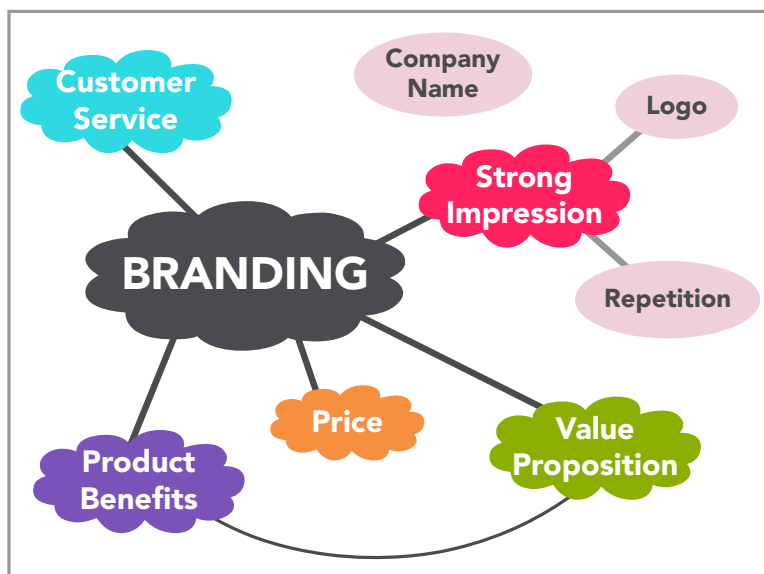 Customer
Service
Company
Name
Logo
Strong
Impression
BRANDING
Repetition
Price
Value
Proposition
Product
Benefits